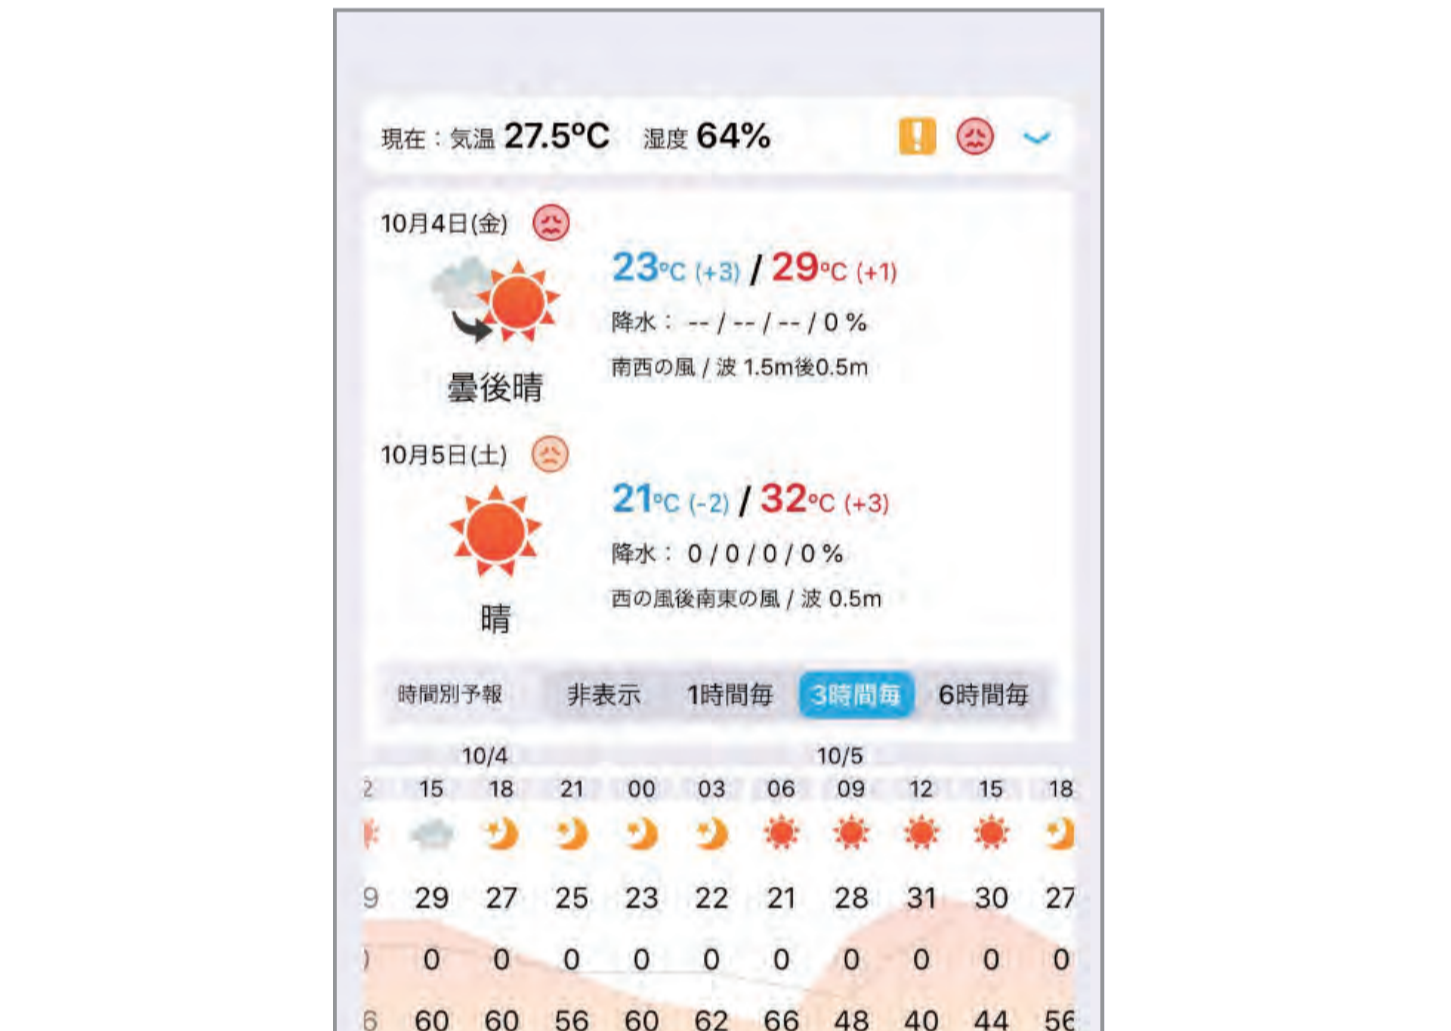 現在：気温 27.5℃ 湿度 64%
10月4日(金)
23℃ (+3) / 29℃ (+1)
降水： -- / -- / -- / 0 %
南西の風 / 波 1.5m後0.5m
曇後晴
10月5日(土)
21℃ (-2) / 32℃ (+3)
降水： 0 / 0 / 0 / 0 %
西の風後南東の風 / 波 0.5m
晴
時間別予報 非表示 1時間毎 3時間毎 6時間毎
10/4 10/5
2 15 18 21 00 03 06 09 12 15 18
9 29 27 25 23 22 21 28 31 30 27
0 0 0 0 0 0 0 0 0 0
6 60 60 56 60 62 66 48 40 44 56